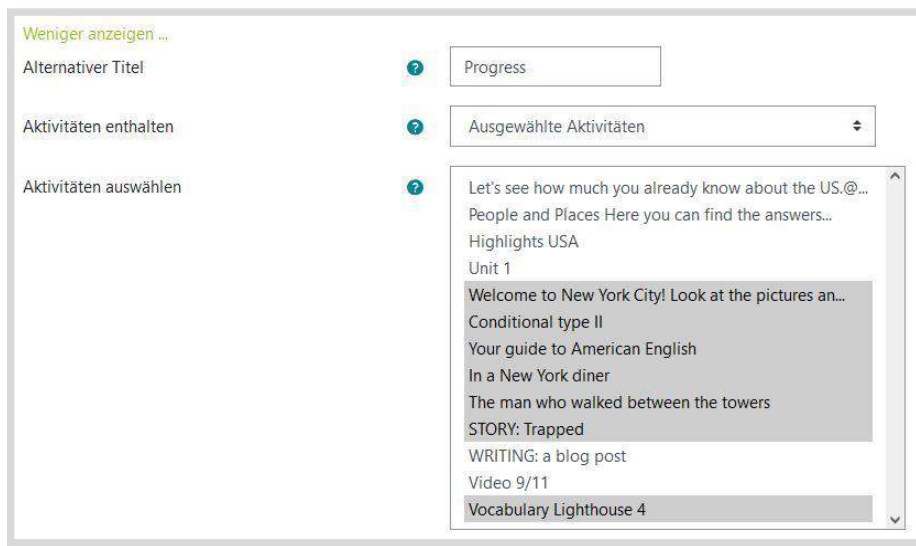 Weniger anzeigen ...
Alternativer Titel
Progress
Aktivitäten enthalten
Ausgewählte Aktivitäten
Aktivitäten auswählen
Let's see how much you already know about the US.@...
People and Places Here you can find the answers...
Highlights USA
Unit 1
Welcome to New York City! Look at the pictures an...
Conditional type II
Your guide to American English
In a New York diner
The man who walked between the towers
STORY: Trapped
WRITING: a blog post
Video 9/11
Vocabulary Lighthouse 4